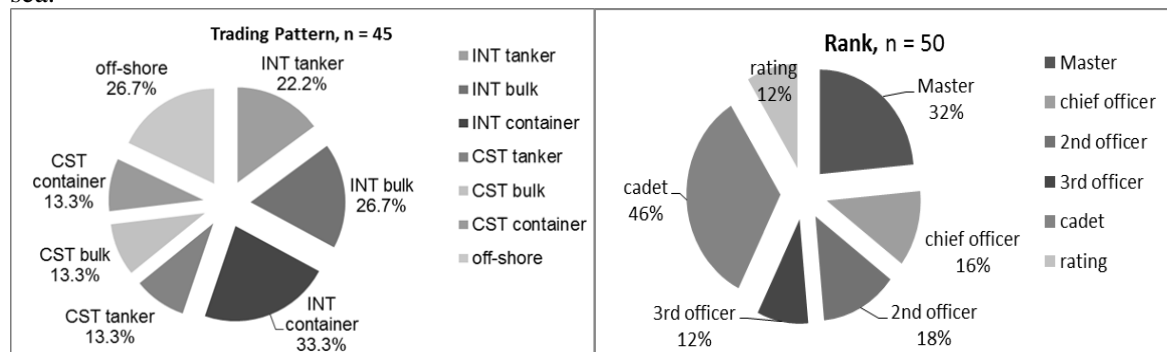 Trading Pattern, n = 45
off-shore
26.7%
INT tanker
22.2%
CST
container
13.3%
INT bulk
26.7%
CST bulk
13.3%
CST tanker
13.3%
INT
container
33.3%
INT tanker
INT bulk
INT container
CST tanker
CST bulk
CST container
off-shore
Rank, n = 50
rating
12%
Master
32%
cadet
46%
chief officer
16%
3rd officer
12%
2nd officer
18%
Master
chief officer
2nd officer
3rd officer
cadet
rating